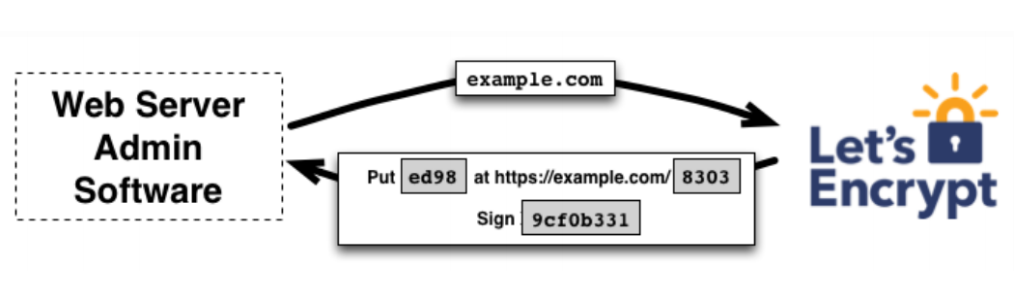 Web Server
Admin
Software
example.com
Put ed98 at https://example.com/ 8303
Sign 9cf0b331
Let's
Encrypt